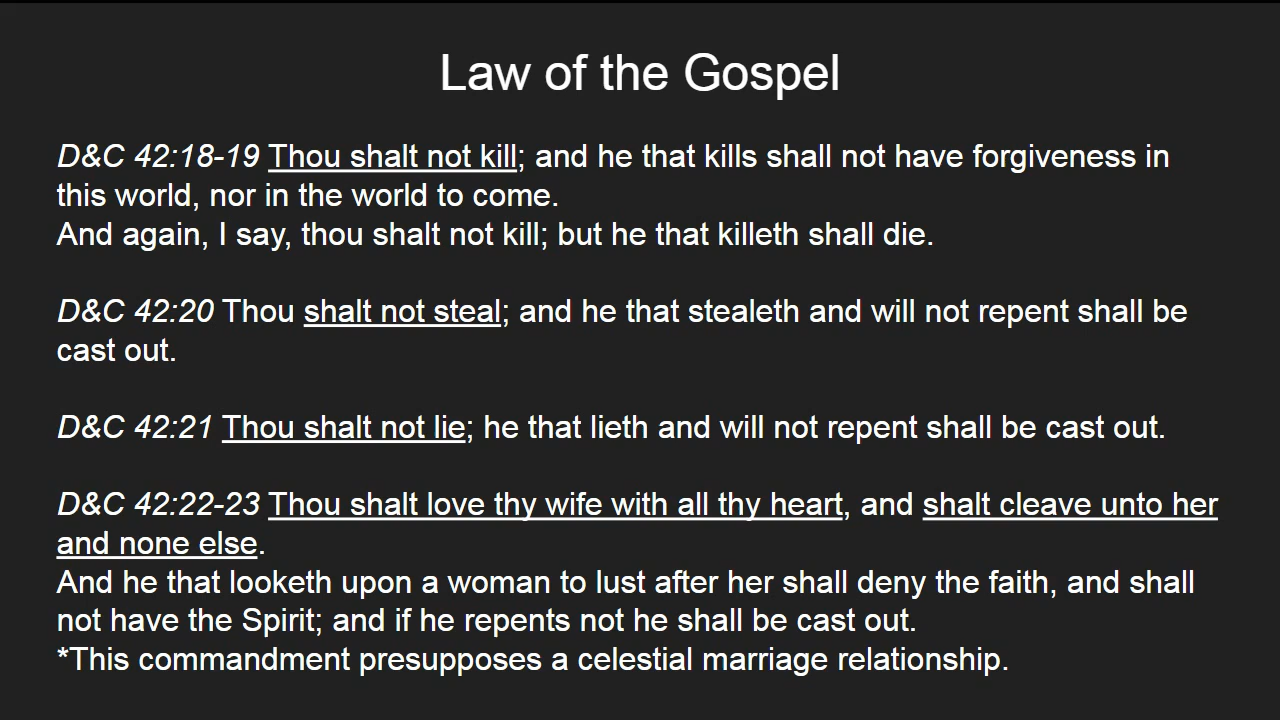 Law of the Gospel
D&C 42:18-19 Thou shalt not kill; and he that kills shall not have forgiveness in
this world, nor in the world to come.
And again, I say, thou shalt not kill; but he that killeth shall die.
D&C 42:20 Thou shalt not steal; and he that stealeth and will not repent shall be
cast out.
D&C 42:21 Thou shalt not lie; he that lieth and will not repent shall be cast out.
D&C 42:22-23 Thou shalt love thy wife with all thy heart, and shalt cleave unto her
and none else.
And he that looketh upon a woman to lust after her shall deny the faith, and shall
not have the Spirit; and if he repents not he shall be cast out.
*This commandment presupposes a celestial marriage relationship.